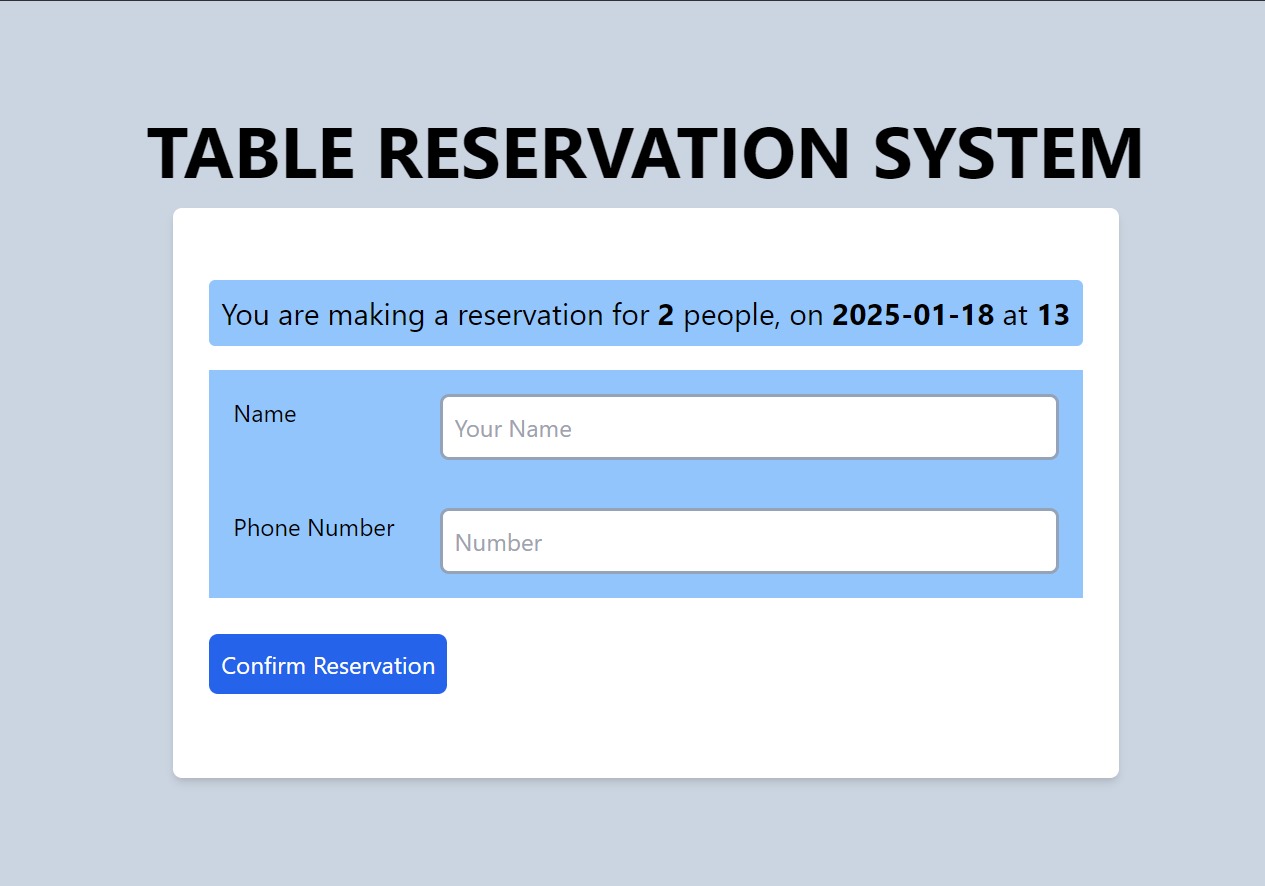 TABLE RESERVATION SYSTEM
You are making a reservation for 2 people, on 2025-01-18 at 13
Name
Your Name
Phone Number
Number
Confirm Reservation